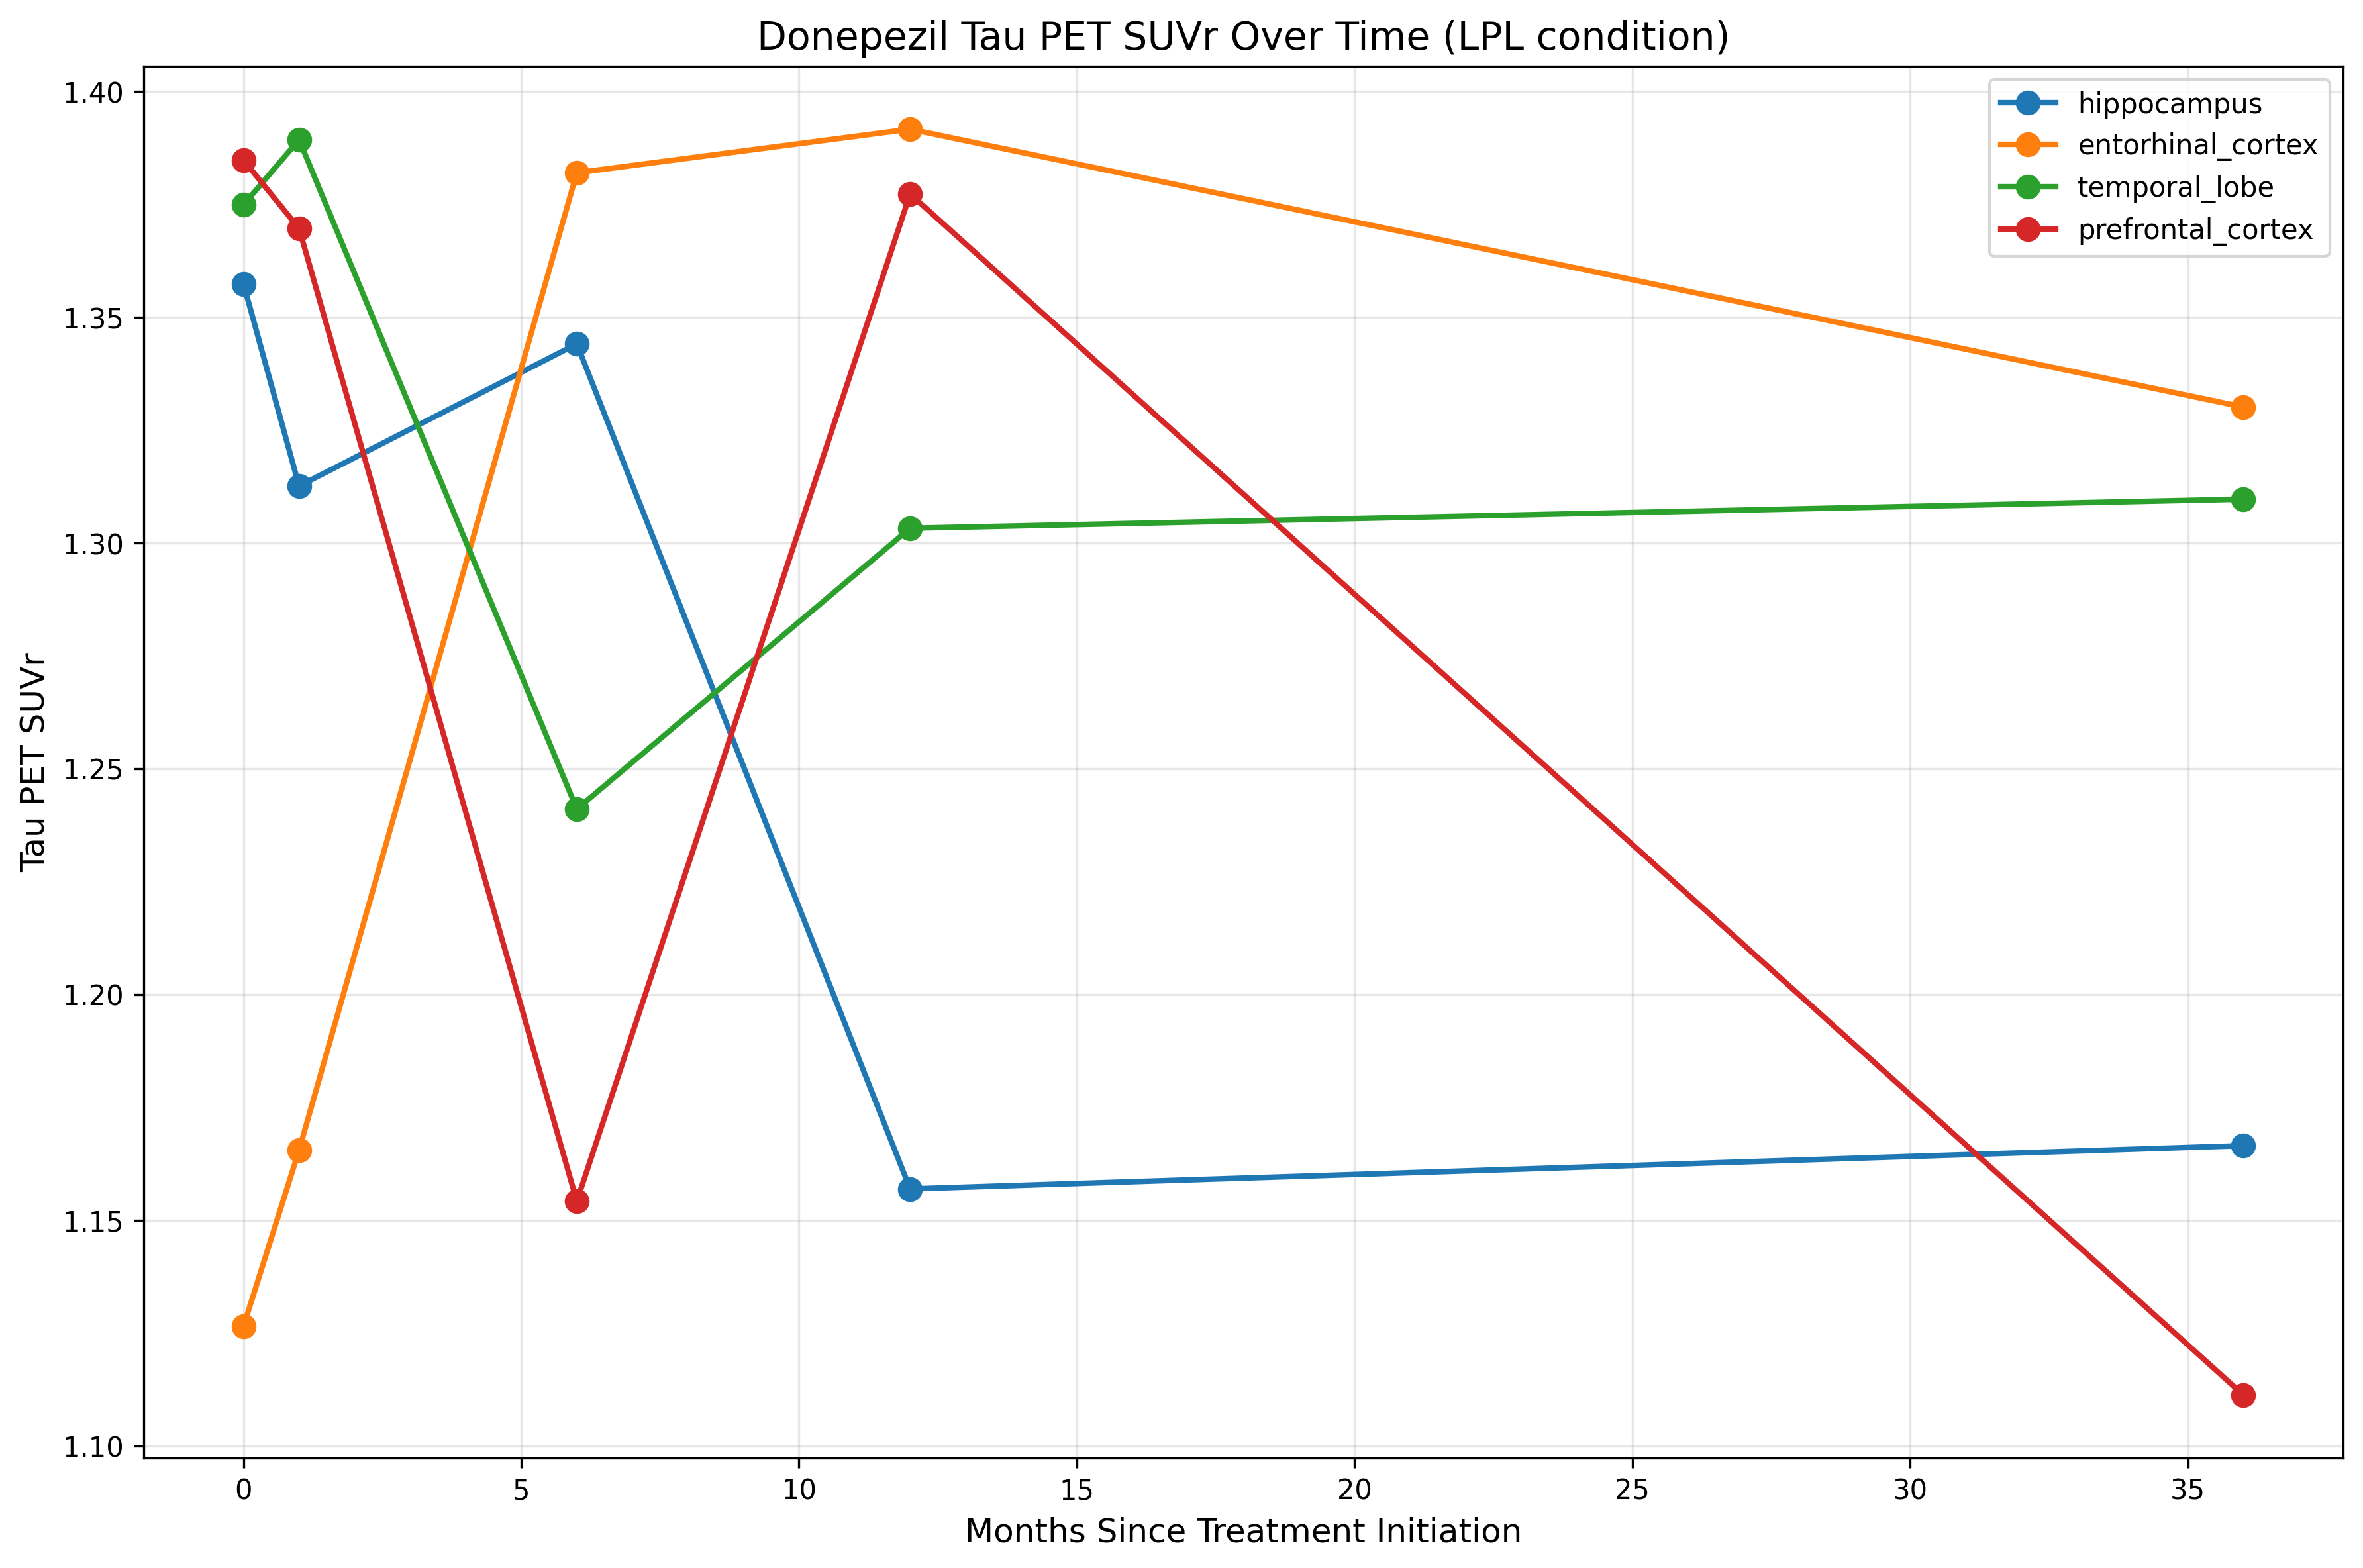 Donepezil Tau PET SUVr Over Time (LPL condition)
hippocampus
entorhinal_cortex
temporal_lobe
prefrontal_cortex
Tau PET SUVr
1.40
1.35
1.30
1.25
1.20
1.15
1.10
0 5 10 15 20 25 30 35
Months Since Treatment Initiation